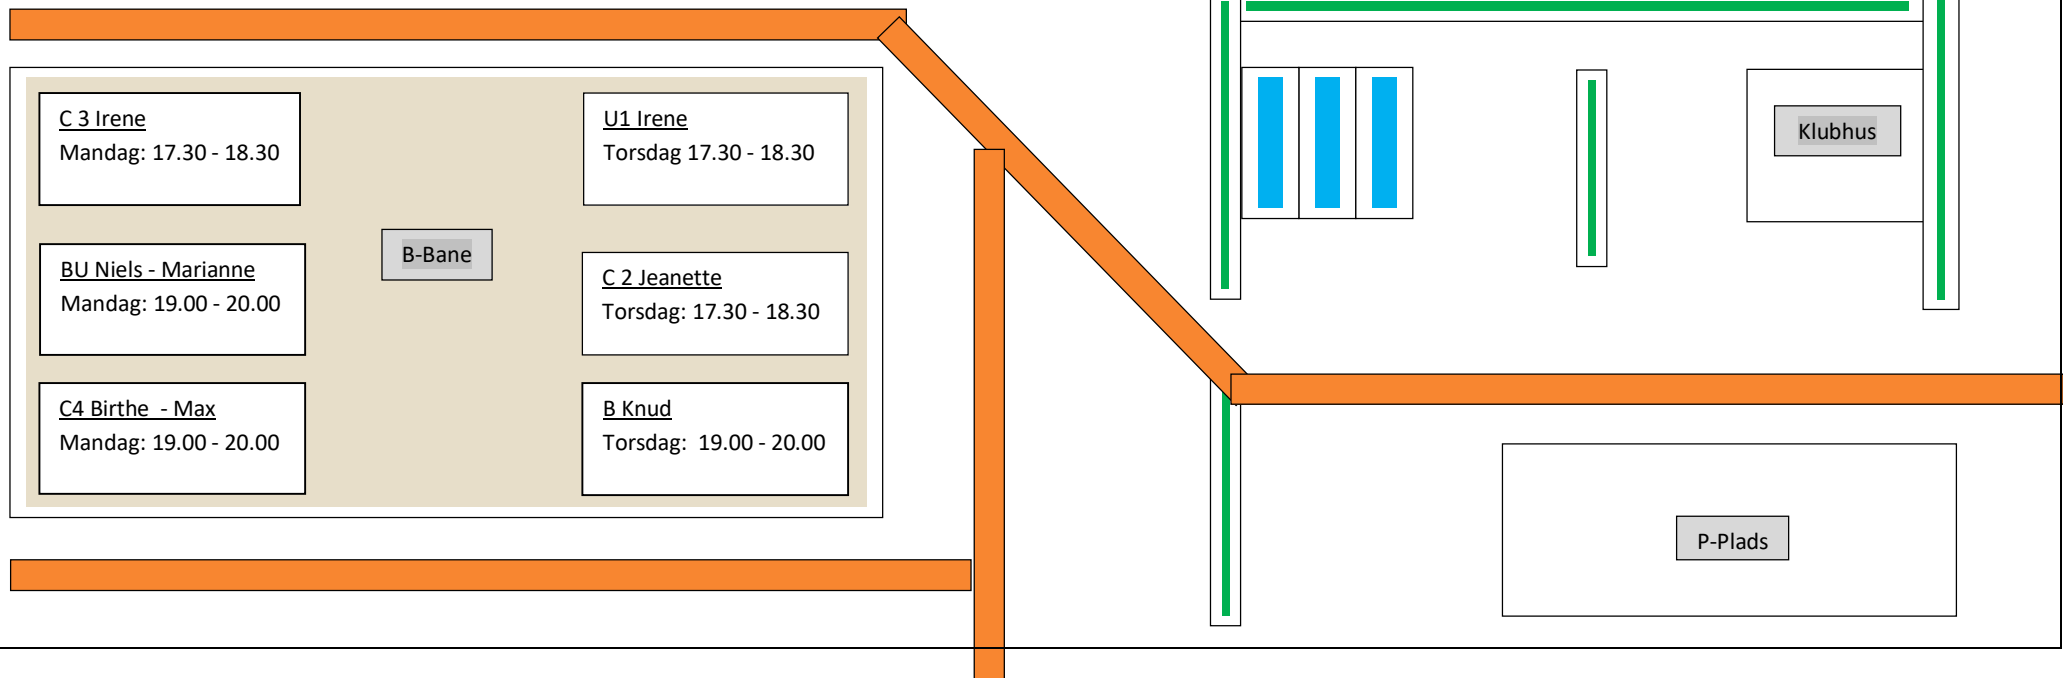 C 3 Irene
Mandag: 17.30 - 18.30
U1 Irene
Torsdag 17.30 - 18.30
Klubhus
B-Bane
BU Niels - Marianne
Mandag: 19.00 - 20.00
C 2 Jeanette
Torsdag: 17.30 - 18.30
C4 Birthe  - Max
Mandag: 19.00 - 20.00
B Knud
Torsdag:  19.00 - 20.00
P-Plads